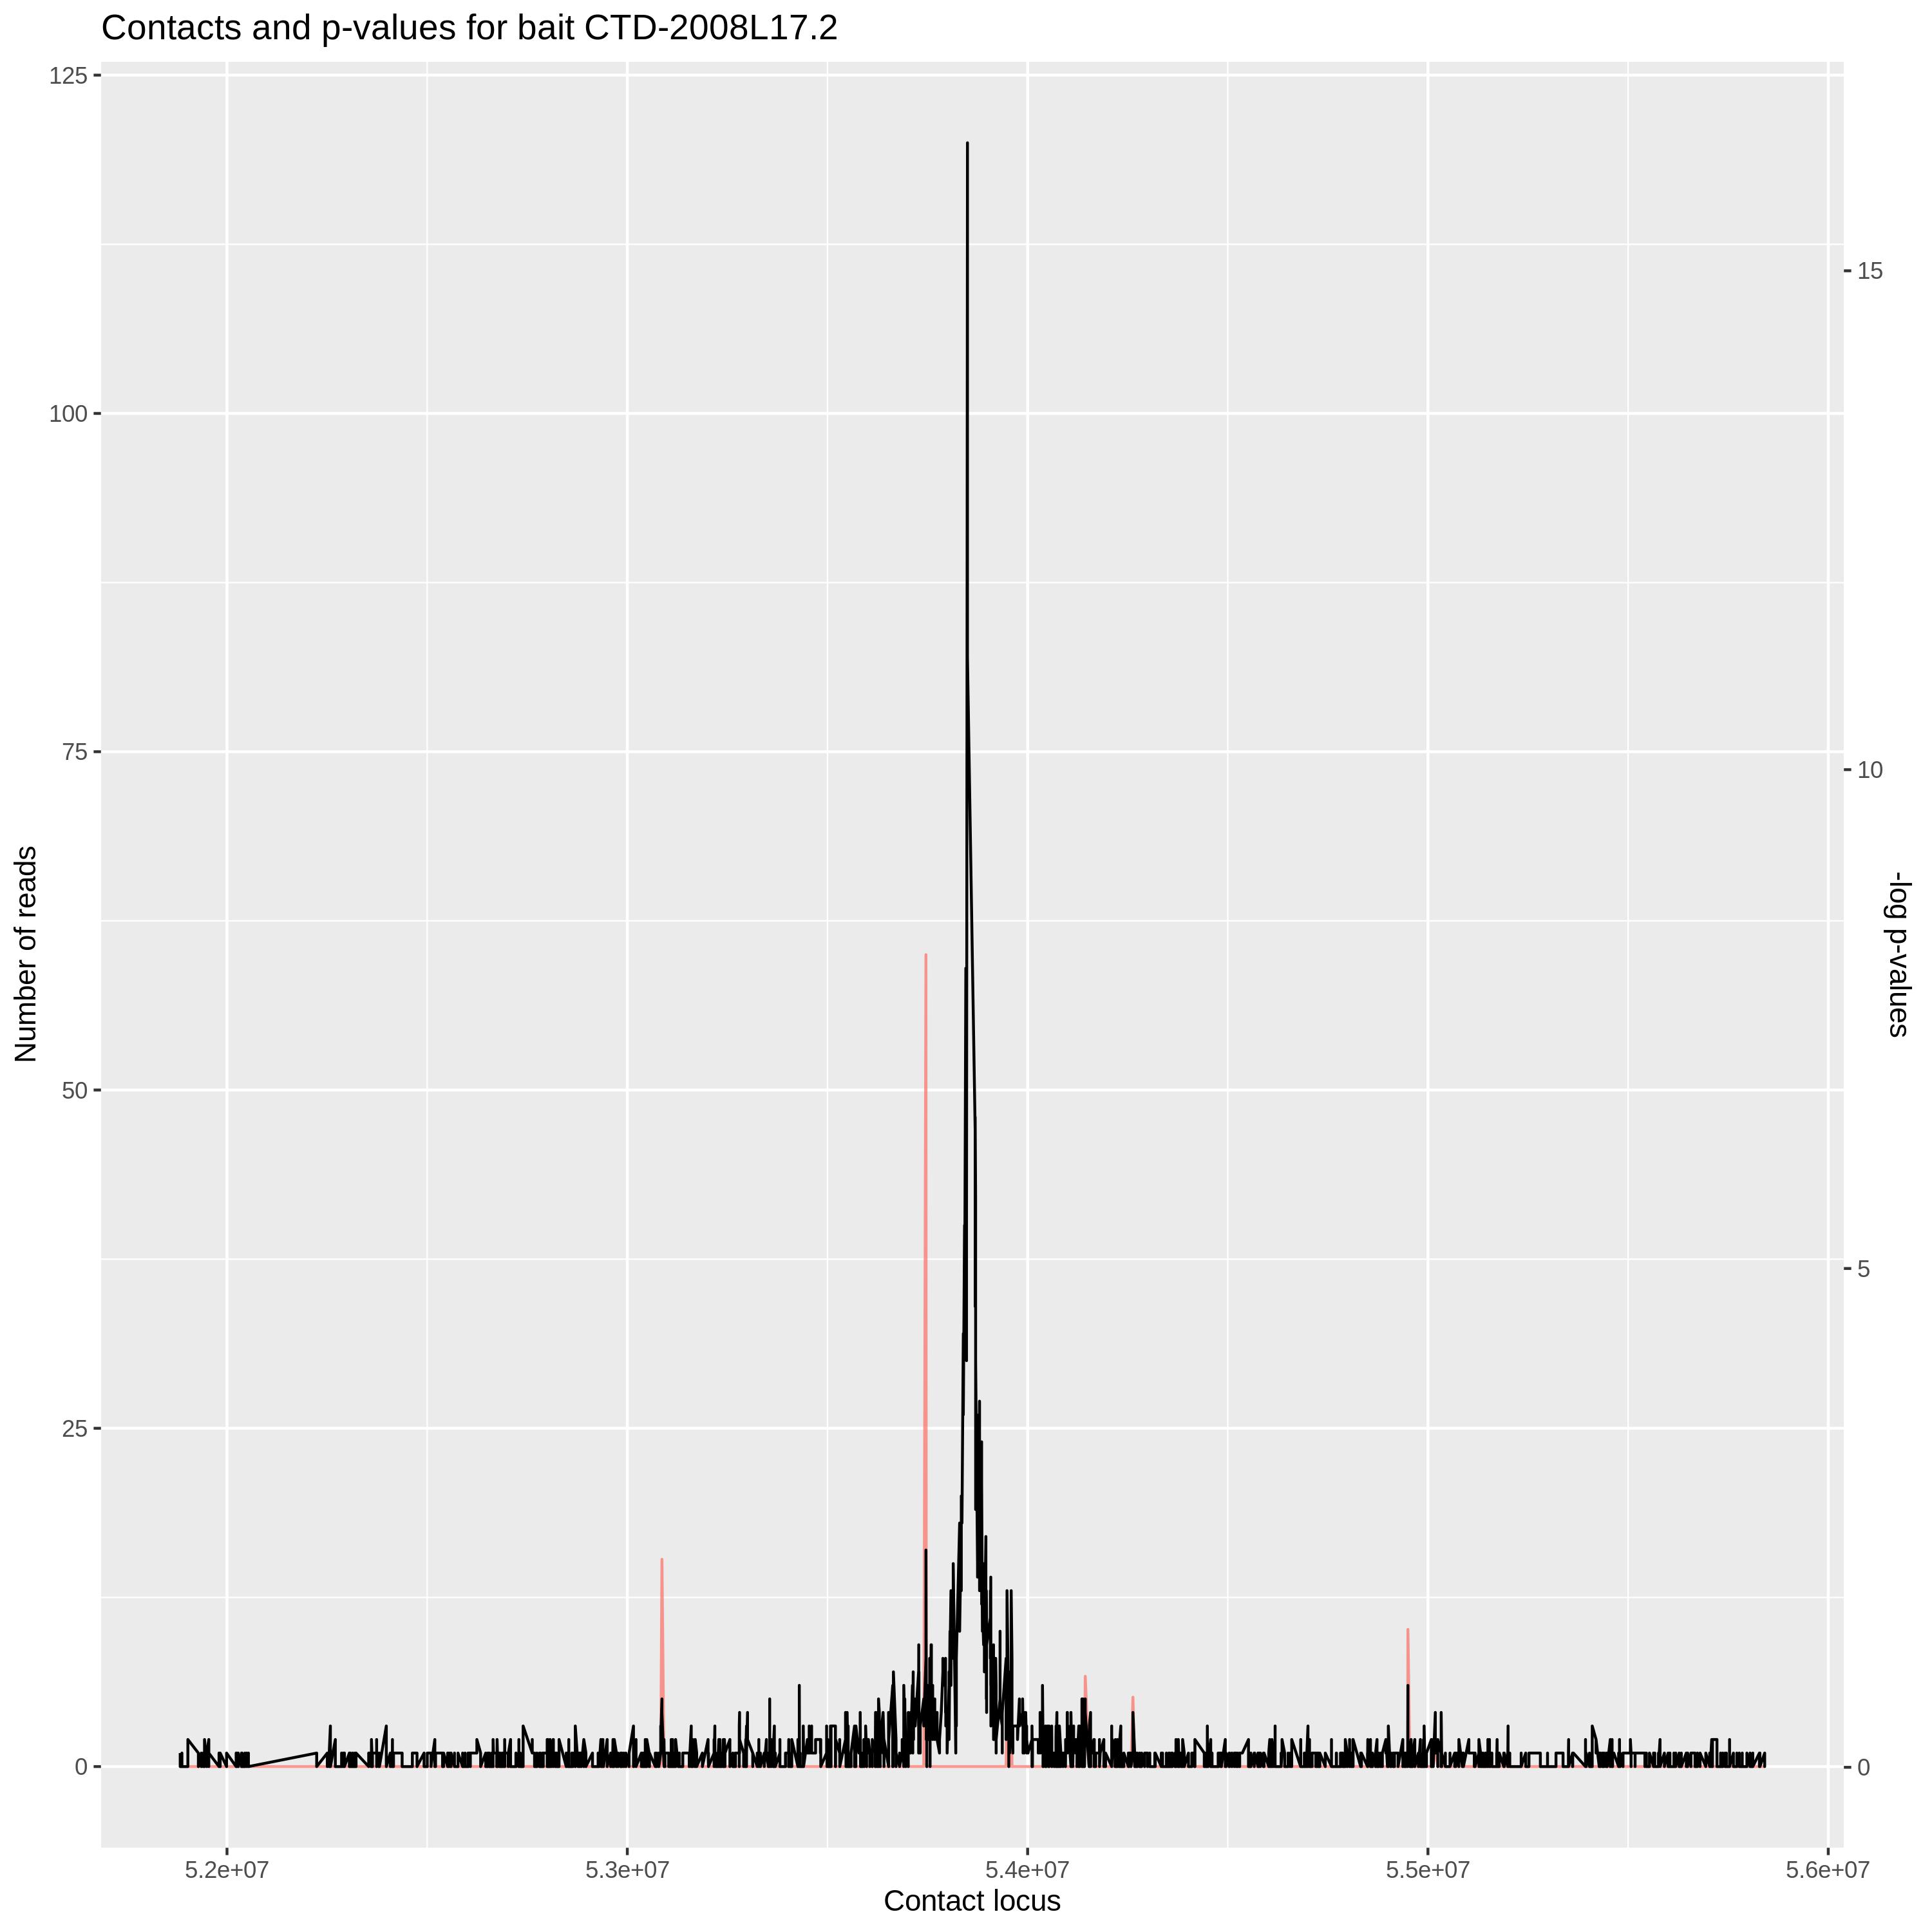 Contacts and p-values for bait CTD-2008L17.2
125
100
75
50
25
0
15
10
5
0
Number of reads
-log p-values
5.2e+07
5.3e+07
5.4e+07
5.5e+07
5.6e+07
Contact locus